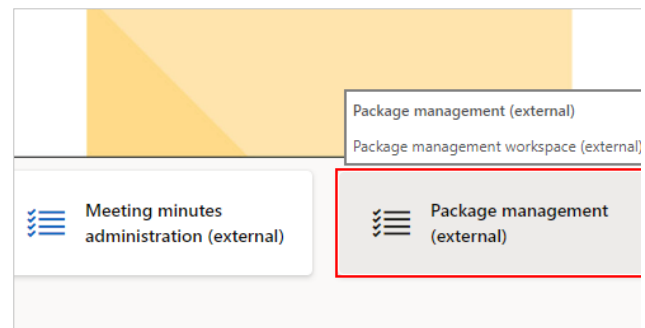 Package management (external)
Package management workspace (external)
Meeting minutes
administration (external)
Package management
(external)